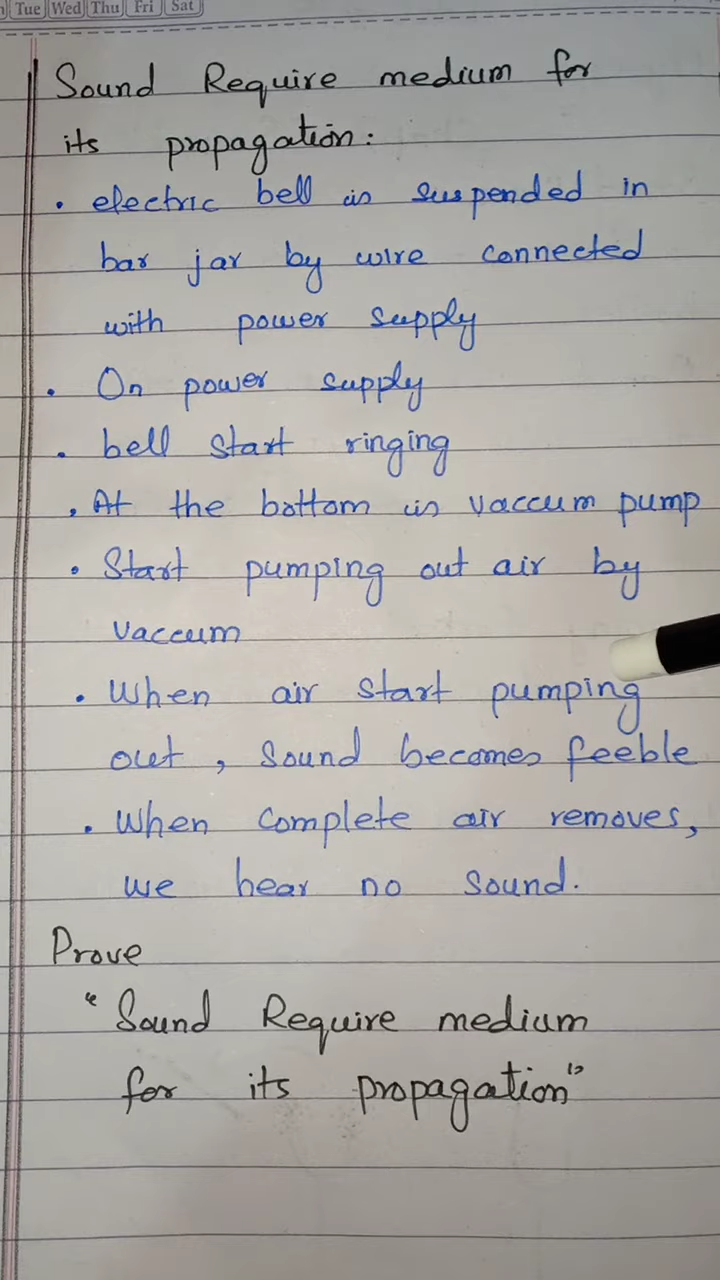 Tue Wed Thu Fri Sat
Sound Require medium for
its propagation:
• electric bell is suspended in
bar jar by wire connected
with power supply
• On power supply
• bell start ringing
• At the bottom is vaccum pump
• Start pumping out air by
vaccum
• When air start pumping
out, sound becomes feeble
• When complete air removes,
we hear no sound.
Prove
"Sound Require medium
for its propagation"